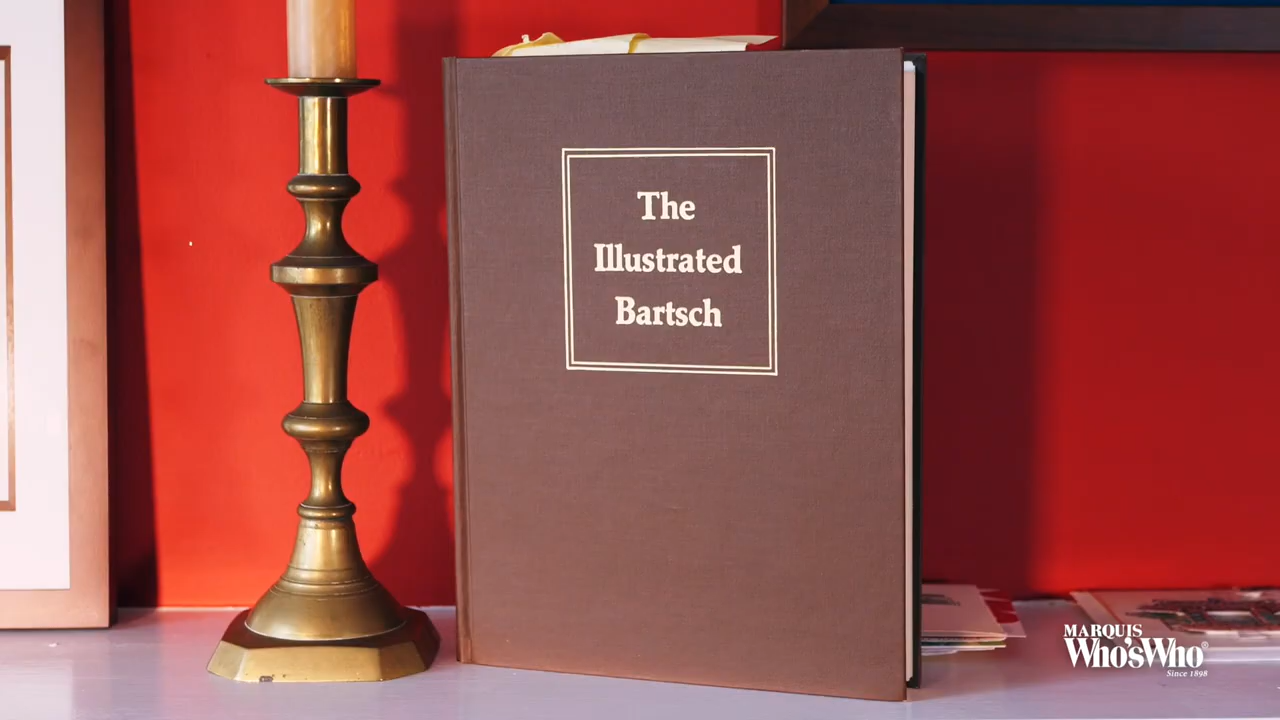 The
Illustrated
Bartsch
MARQUIS
Who'sWho®
Since 1898